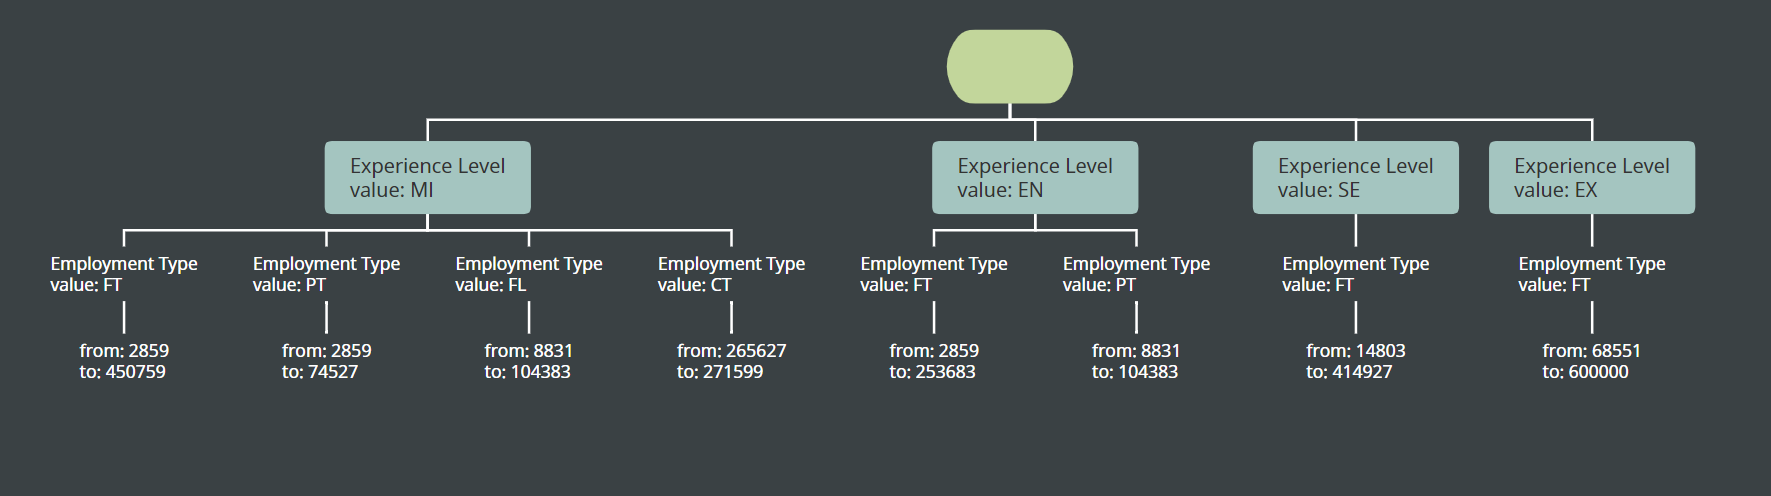 Experience Level
value: MI
Experience Level
value: EN
Experience Level
value: SE
Experience Level
value: EX
Employment Type
value: FT
Employment Type
value: PT
Employment Type
value: FL
Employment Type
value: CT
Employment Type
value: FT
Employment Type
value: PT
Employment Type
value: FT
Employment Type
value: FT
from: 2859
to: 450759
from: 2859
to: 74527
from: 8831
to: 104383
from: 265627
to: 271599
from: 2859
to: 253683
from: 8831
to: 104383
from: 14803
to: 414927
from: 68551
to: 600000